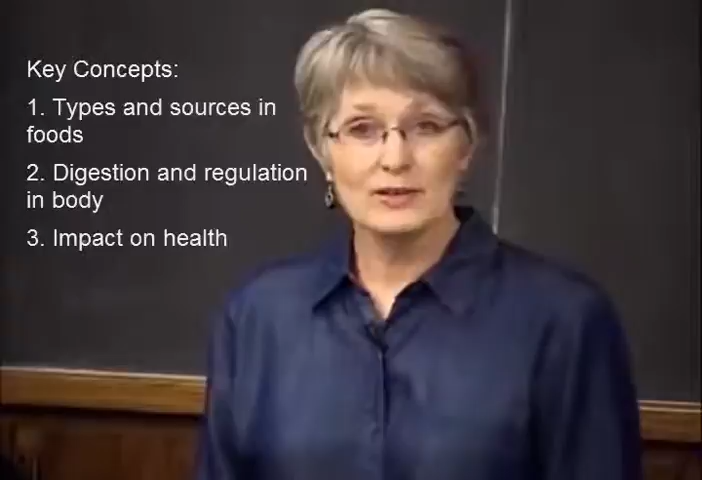 Key Concepts:
1. Types and sources in
foods
2. Digestion and regulation
in body
3. Impact on health